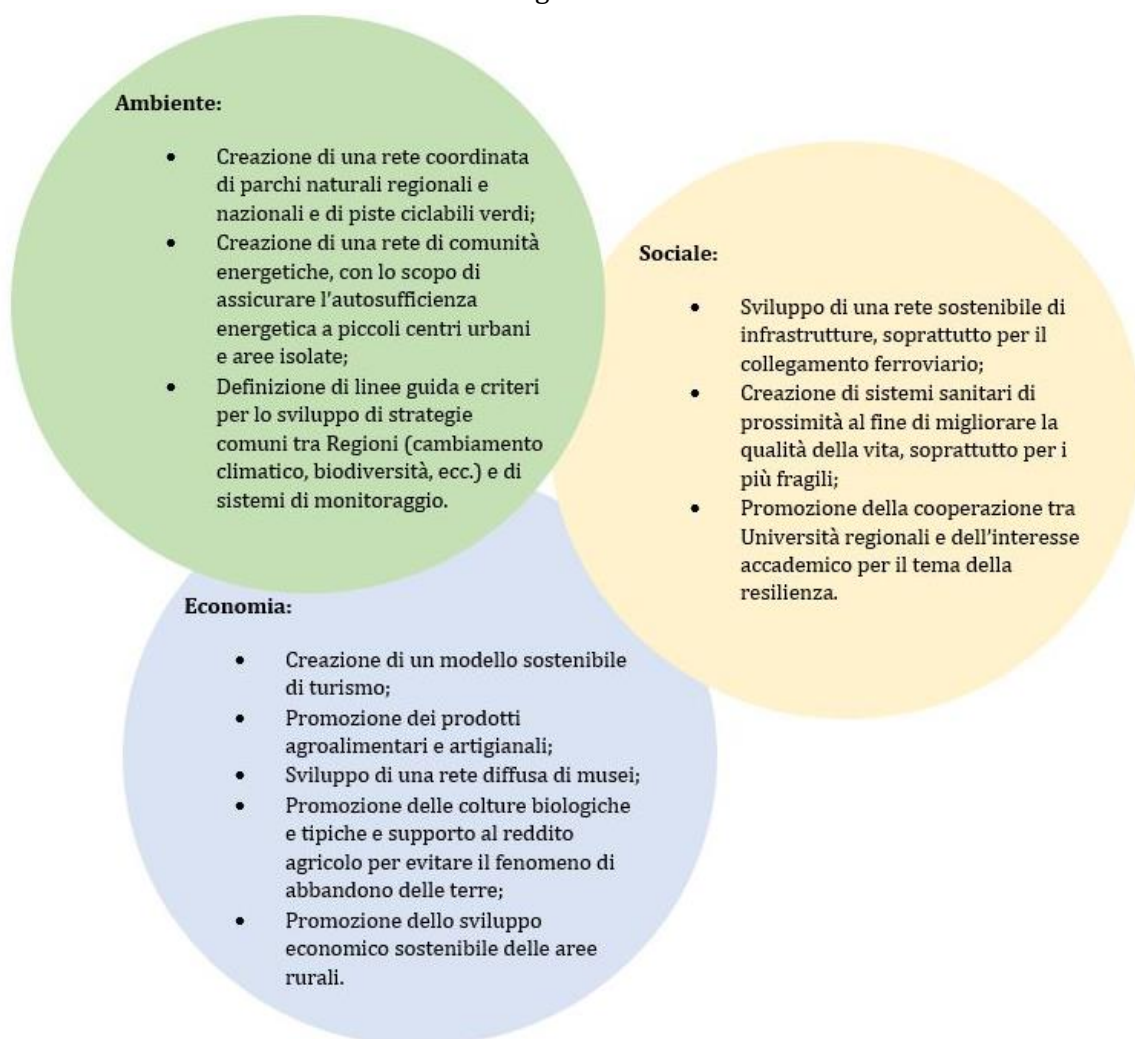 Ambiente:
• Creazione di una rete coordinata
di parchi naturali regionali e
nazionali e di piste ciclabili verdi;
• Creazione di una rete di comunità
energetiche, con lo scopo di
assicurare l'autosufficienza
energetica a piccoli centri urbani
e aree isolate;
• Definizione di linee guida e criteri
per lo sviluppo di strategie
comuni tra Regioni (cambiamento
climatico, biodiversità, ecc.) e di
sistemi di monitoraggio.
Sociale:
• Sviluppo di una rete sostenibile di
infrastrutture, soprattutto per il
collegamento ferroviario;
• Creazione di sistemi sanitari di
prossimità al fine di migliorare la
qualità della vita, soprattutto per i
più fragili;
• Promozione della cooperazione tra
Università regionali e dell'interesse
accademico per il tema della
resilienza.
Economia:
• Creazione di un modello sostenibile
di turismo;
• Promozione dei prodotti
agroalimentari e artigianali;
• Sviluppo di una rete diffusa di musei;
• Promozione delle colture biologiche
e tipiche e supporto al reddito
agricolo per evitare il fenomeno di
abbandono delle terre;
• Promozione dello sviluppo
economico sostenibile delle aree
rurali.